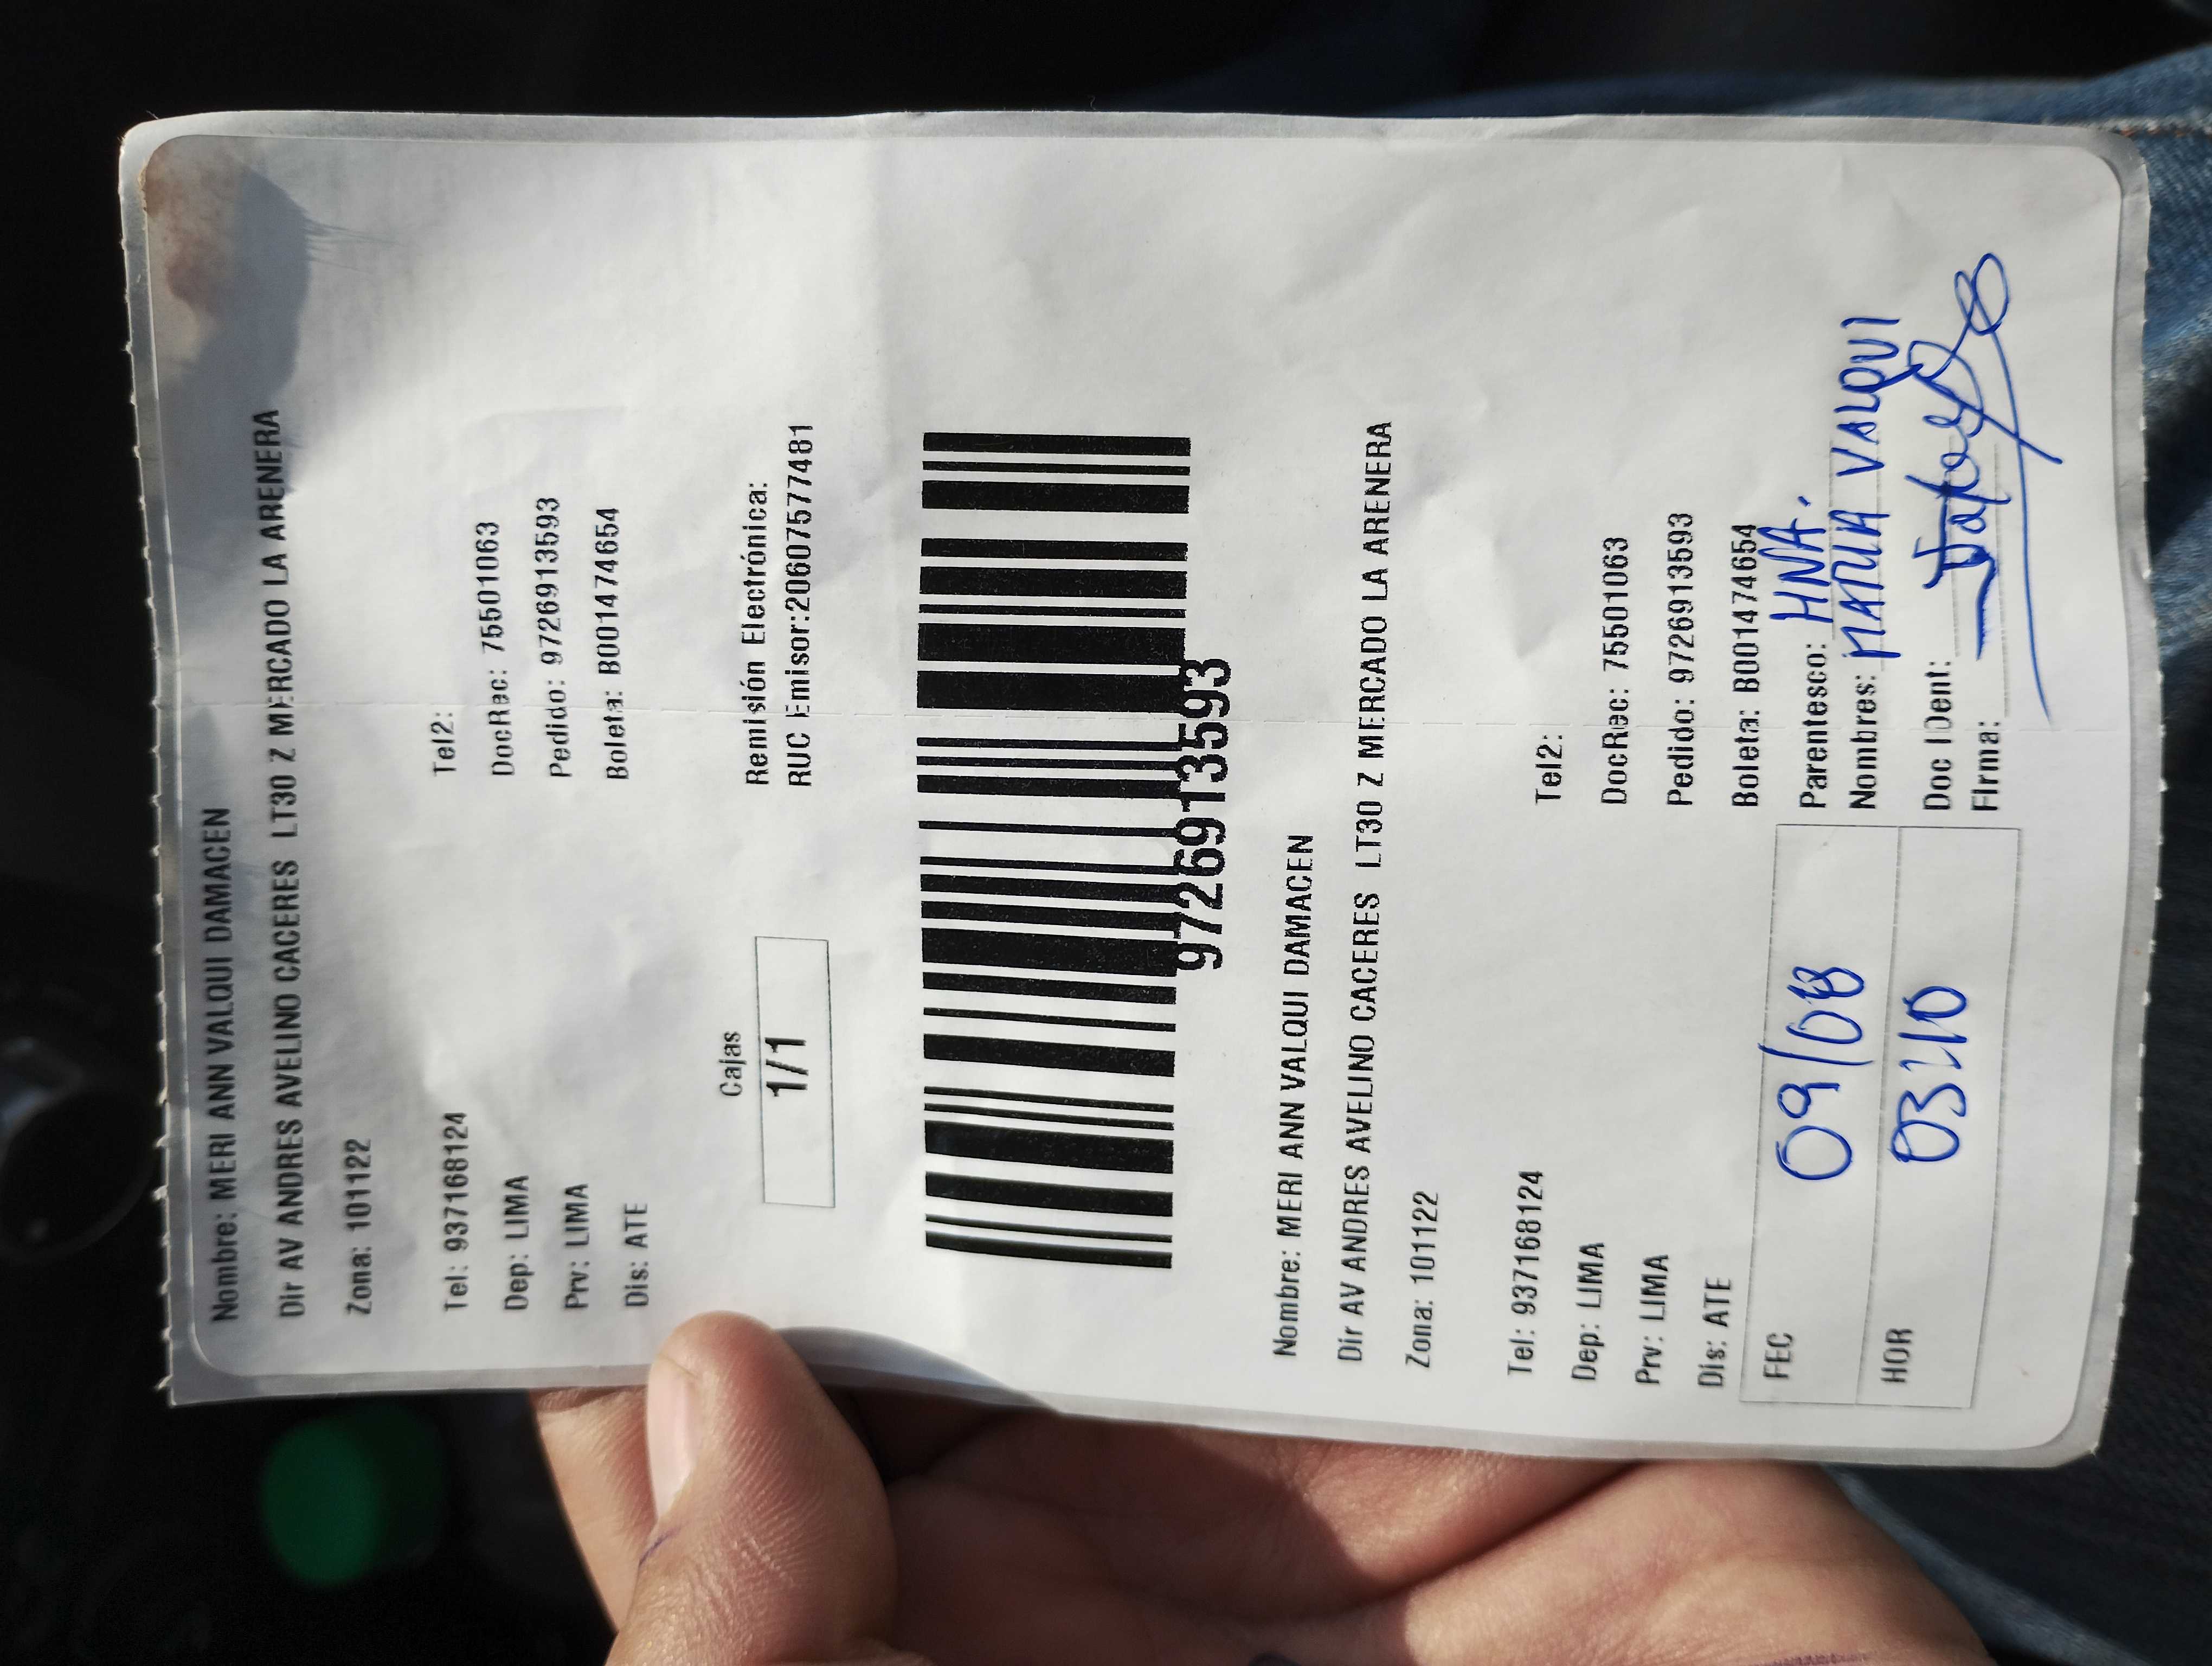 Nombre: MERI ANN VALQUI DAMACEN
Dir AV ANDRES AVELINO CACERES LT30 Z MERCADO LA ARENERA
Zona: 101122
Tel: 937168124 Tel2:
Dep: LIMA DocRec: 75501063
Prv: LIMA Pedido: 972691359​3
Dis: ATE Boleta: B001474654
Cajas Remisión Electrónica:
1/1 RUC Emisor:20607577481
9726913593
Nombre: MERI ANN VALQUI DAMACEN
Dir AV ANDRES AVELINO CACERES LT30 Z MERCADO LA ARENERA
Zona: 101122
Tel: 937168124 Tel2:
Dep: LIMA DocRec: 75501063
Prv: LIMA Pedido: 9726913593
Dis: ATE Boleta: B001474654
FEC 09/08 Parentesco: HNA.
Nombres: MARIA VALQUI
HOR 03:10 Doc IDent:
Firma: